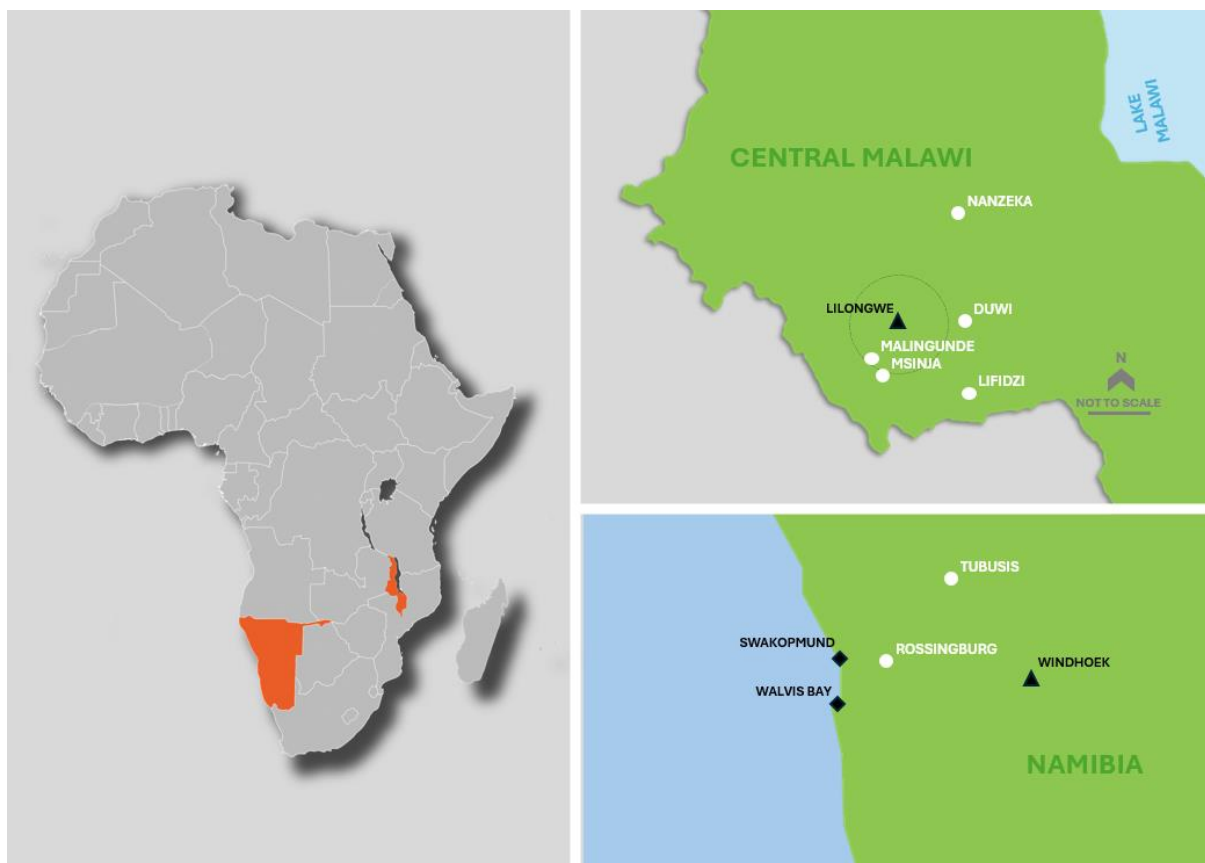 LAKE
MALAWI
CENTRAL MALAWI
NANZEKA
LILONGWE
DUWI
MALINGUNDE
MSINJA
LIFIDZI
N
NOT TO SCALE
TUBUSIS
SWAKOPMUND
ROSSINGBURG
WINDHOEK
WALVIS BAY
NAMIBIA